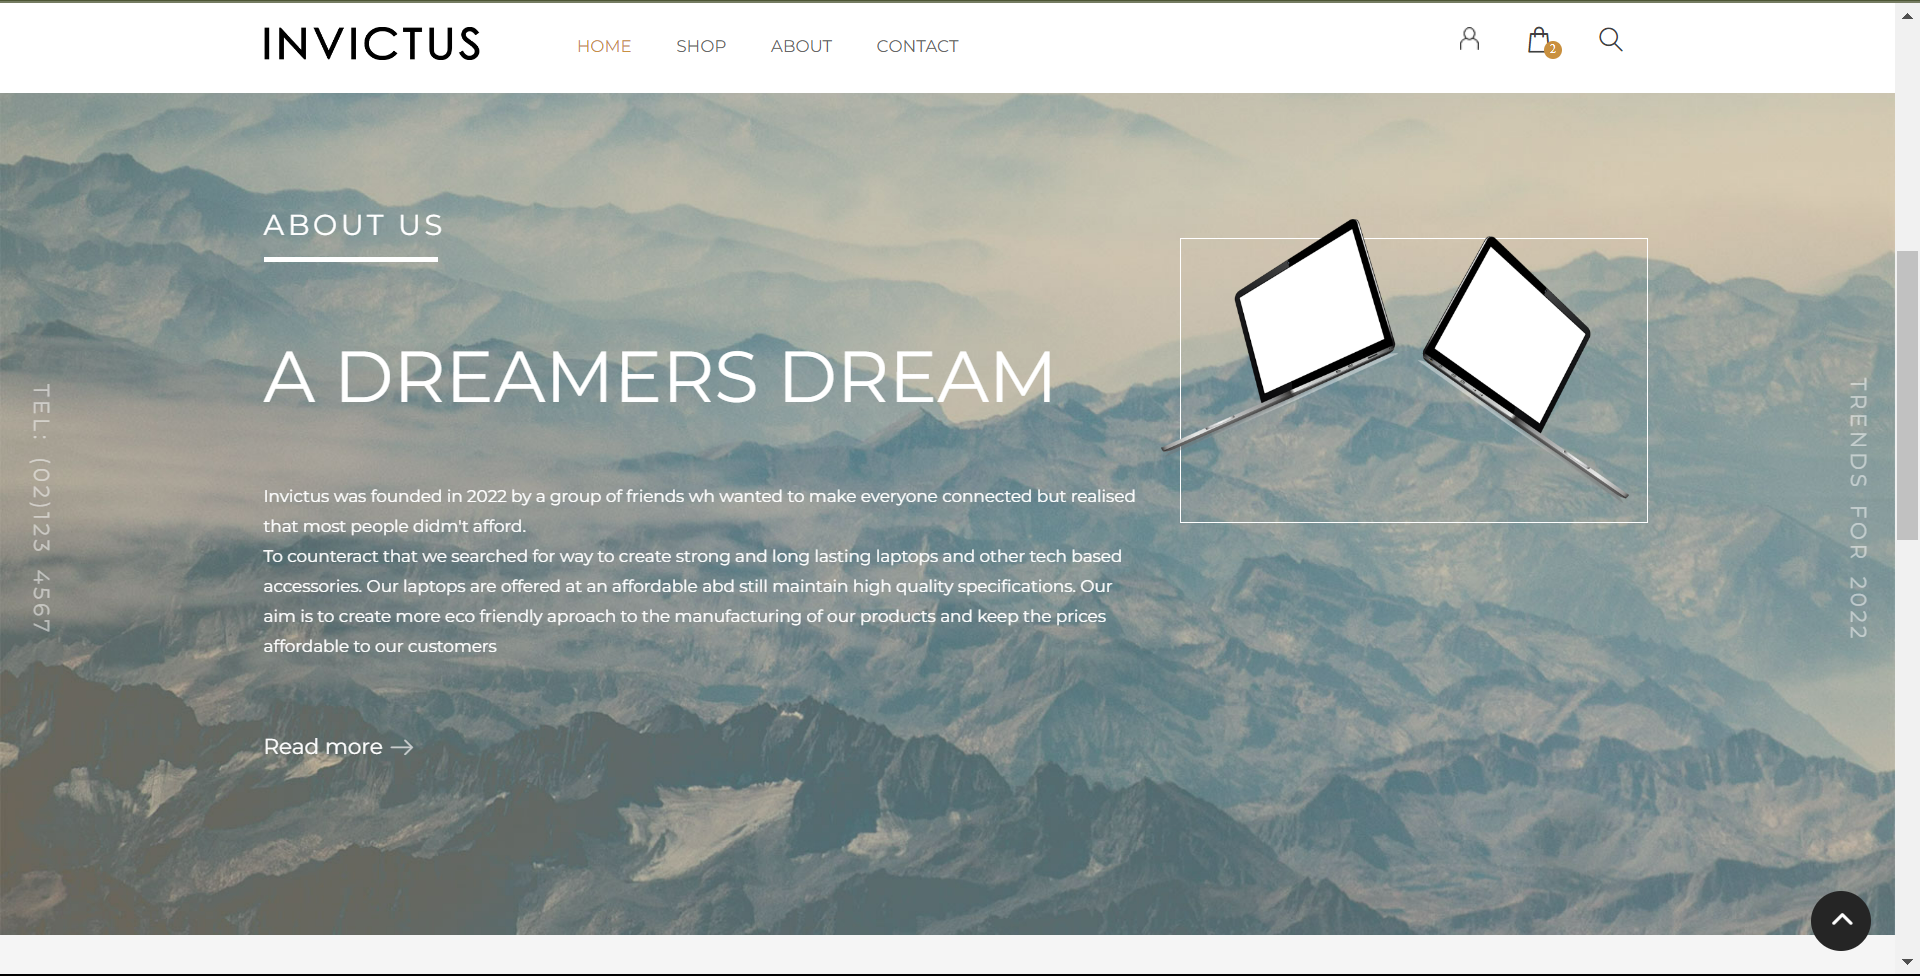 INVICTUS
HOME SHOP ABOUT CONTACT
2
ABOUT US
A DREAMERS DREAM
Invictus was founded in 2022 by a group of friends wh wanted to make everyone connected but realised
that most people didm't afford.
To counteract that we searched for way to create strong and long lasting laptops and other tech based
accessories. Our laptops are offered at an affordable abd still maintain high quality specifications. Our
aim is to create more eco friendly aproach to the manufacturing of our products and keep the prices
affordable to our customers
Read more
TEL: (02)123 4567
TRENDS FOR 2022